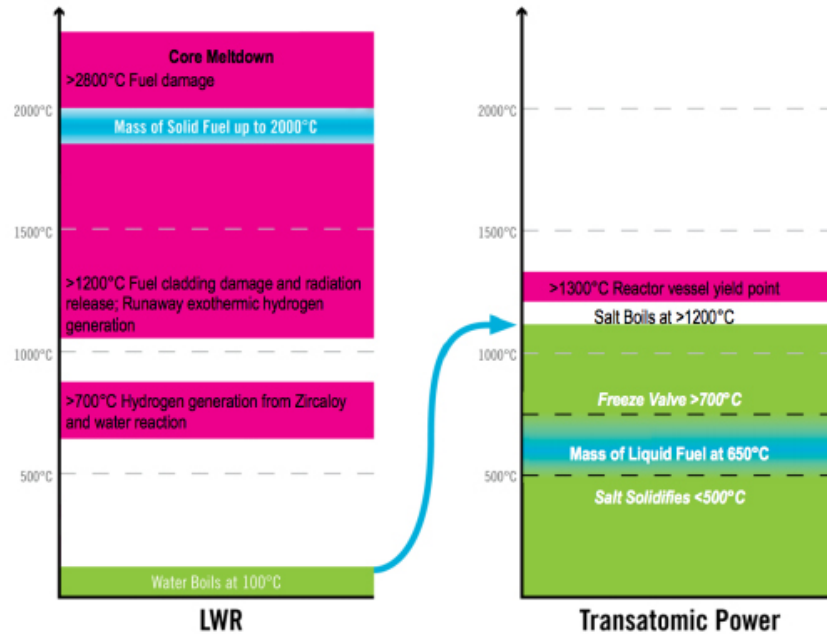 Core Meltdown
>2800°C Fuel damage
2000°C
Mass of Solid Fuel up to 2000°C
1500°C
>1200°C Fuel cladding damage and radiation
release; Runaway exothermic hydrogen
generation
1000°C
>700°C Hydrogen generation from Zircaloy
and water reaction
500°C
Water Boils at 100°C
LWR
2000°C
1500°C
>1300°C Reactor vessel yield point
Salt Boils at >1200°C
1000°C
Freeze Valve >700°C
Mass of Liquid Fuel at 650°C
500°C
Salt Solidifies <500°C
Transatomic Power